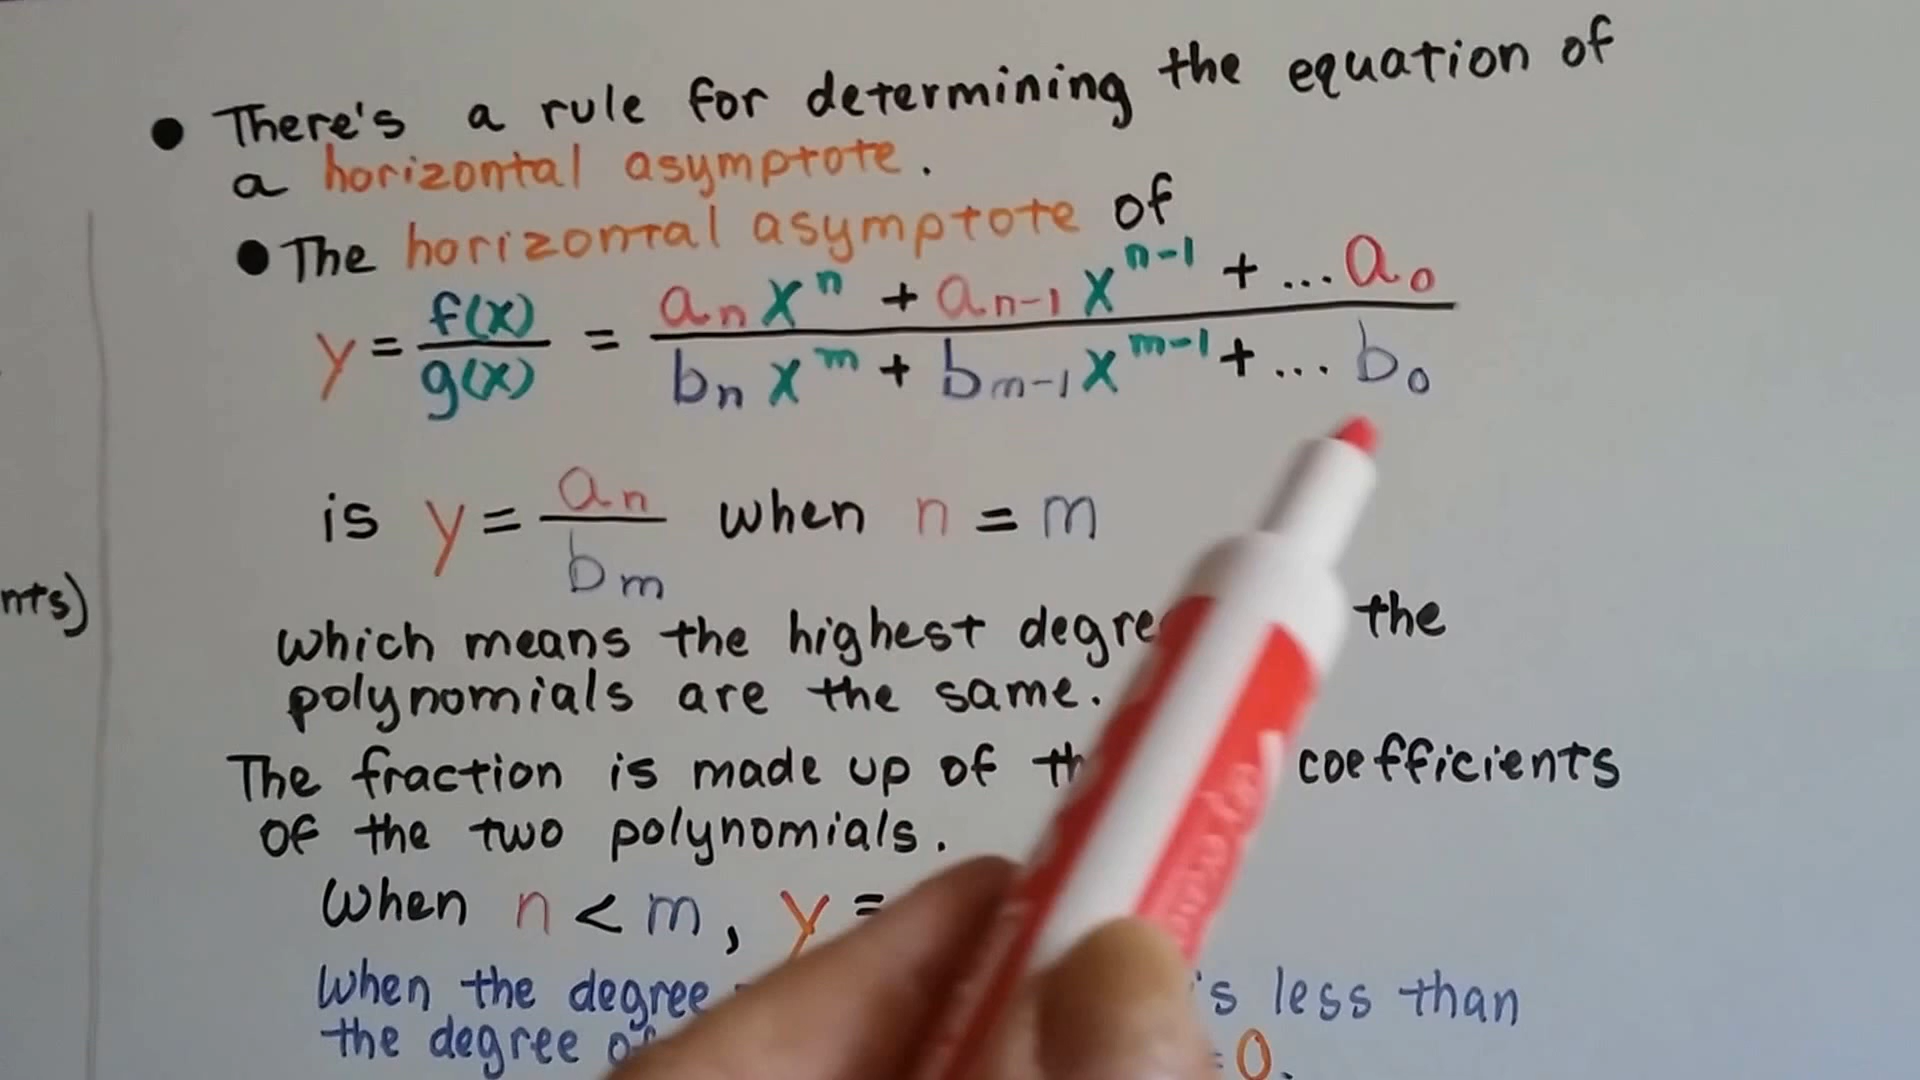 • There's a rule for determining the equation of
a horizontal asymptote.
• The horizontal asymptote of
y = f(x)/g(x) = (aₙxⁿ + aₙ₋₁xⁿ⁻¹ + ...a₀)/(bₙxᵐ + bₘ₋₁xᵐ⁻¹ + ... b₀)
is y = aₙ/bₘ when n = m
nts)
which means the highest the
polynomials are the same.
The fraction is made up of coefficients
of the two polynomials.
When n < m, y =
When the degree is less than
the degree = 0.